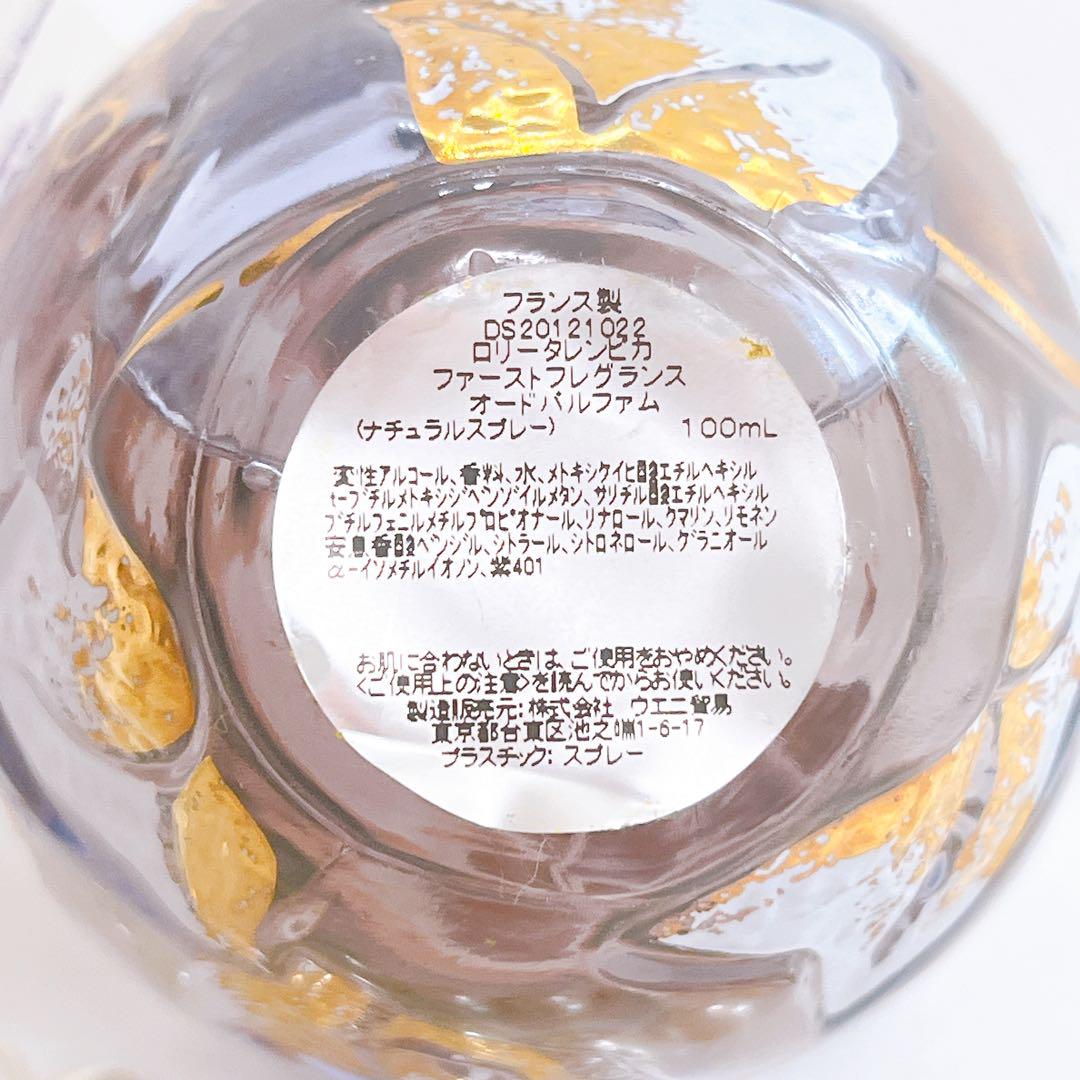 フランス製
DS20121022
ロリータレンピカ
ファーストフレグランス
オードパルファム
(ナチュラルスプレー) 100mL
変性アルコール、香料、水、メトキシケイヒ酸エチルヘキシル
t-ブチルメトキシジベンゾイルメタン、サリチル酸エチルヘキシル
ブチルフェニルメチルプロピオナール、リナロール、クマリン、リモネン
安息香酸ベンジル、シトラール、シトロネロール、ゲラニオール
α-イソメチルイオノン、紫401
お肌に合わないときは、ご使用をおやめください。
<ご使用上の注意>を読んでからお使いください。
製造販売元:株式会社 ウエニ貿易
東京都台東区池之端1-6-17
プラスチック:スプレー